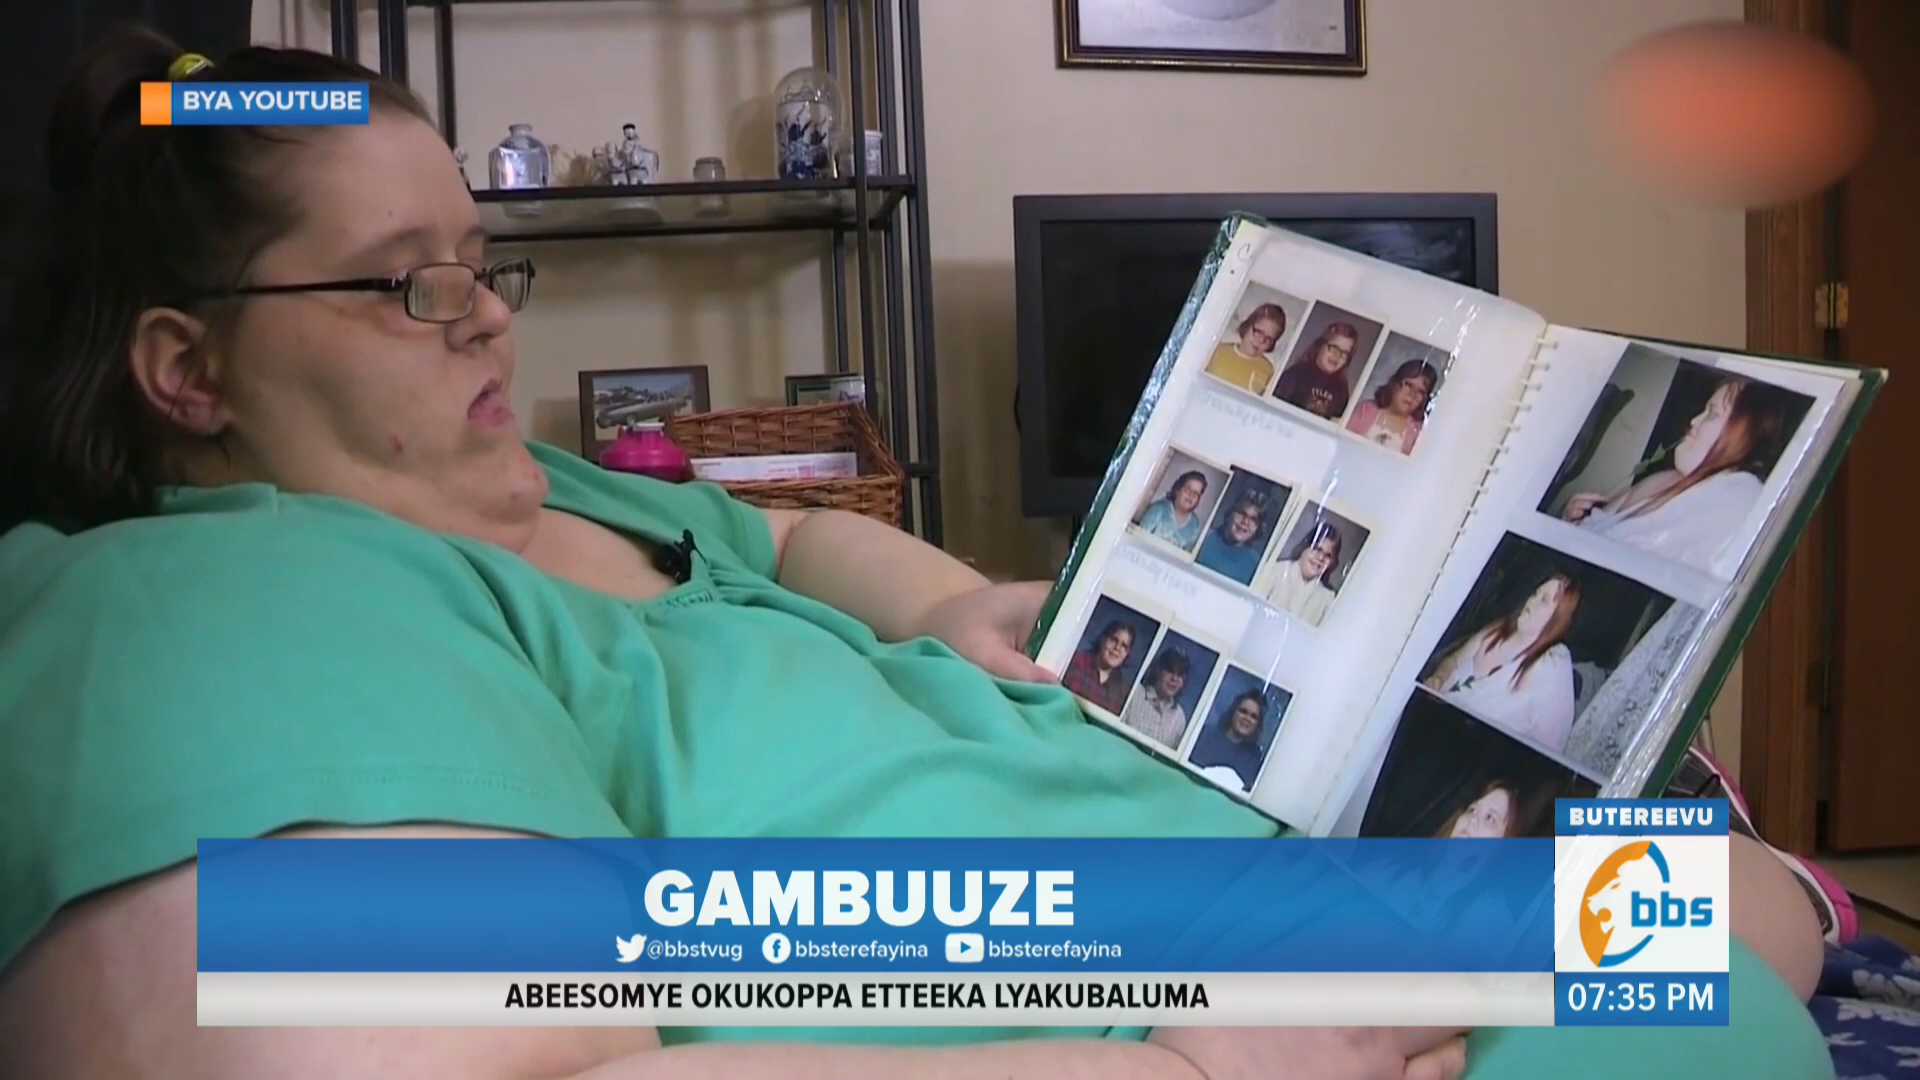 BYA YOUTUBE
BUTEREEVU
GAMBUUZE
bbs
@bbstvug bbsterefayina bbsterefayina
ABEESOMYE OKUKOPPA ETTEEKA LYAKUBALUMA
07:35 PM